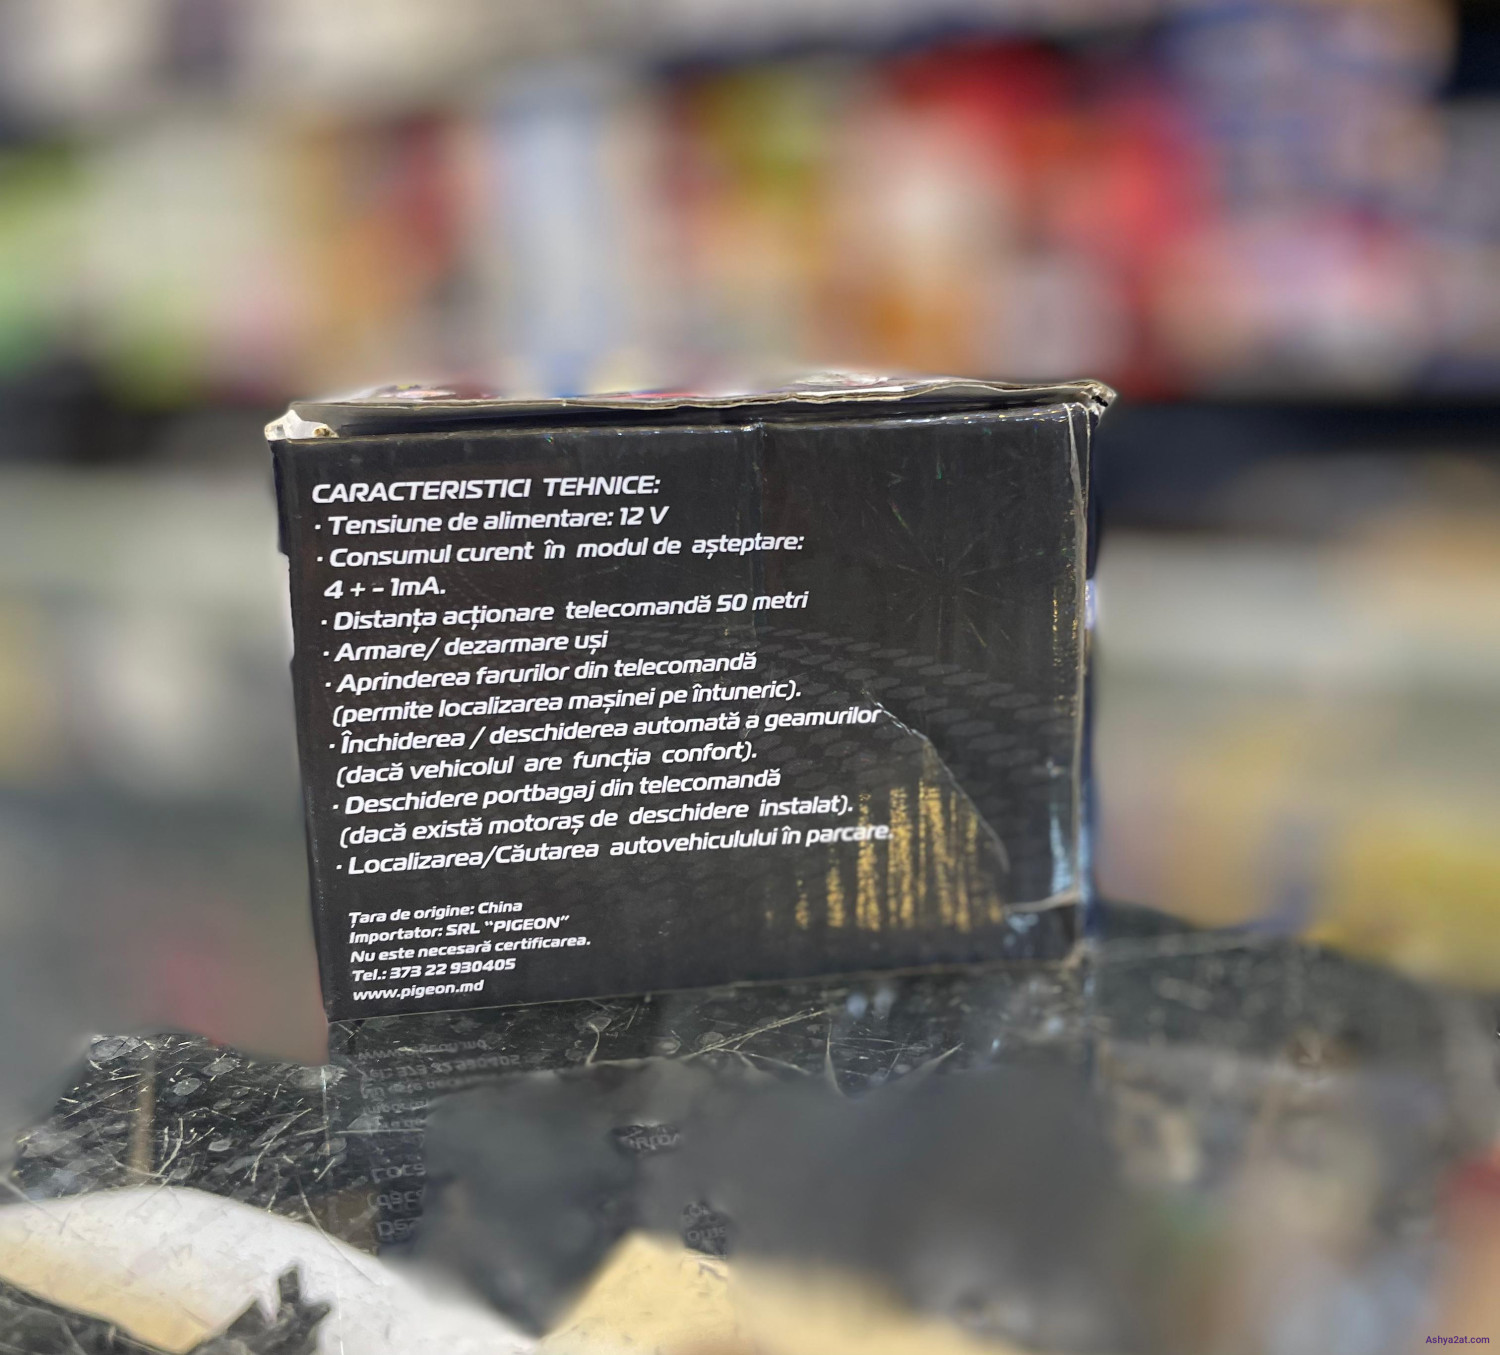 CARACTERISTICI TEHNICE:
· Tensiune de alimentare: 12 V
· Consumul curent în modul de așteptare:
4 + - 1mA.
· Distanța acționare telecomandă 50 metri
· Armare/ dezarmare uși
· Aprinderea farurilor din telecomandă
(permite localizarea mașinei pe întuneric).
· Închiderea / deschiderea automată a geamurilor
(dacă vehicolul are funcția confort).
· Deschidere portbagaj din telecomandă
(dacă există motoraș de deschidere instalat).
· Localizarea/Căutarea autovehiculului în parcare.
Țara de origine: China
Importator: SRL “PIGEON”
Nu este necesară certificarea.
Tel.: 373 22 930405
www.pigeon.md
Ashya2at.com